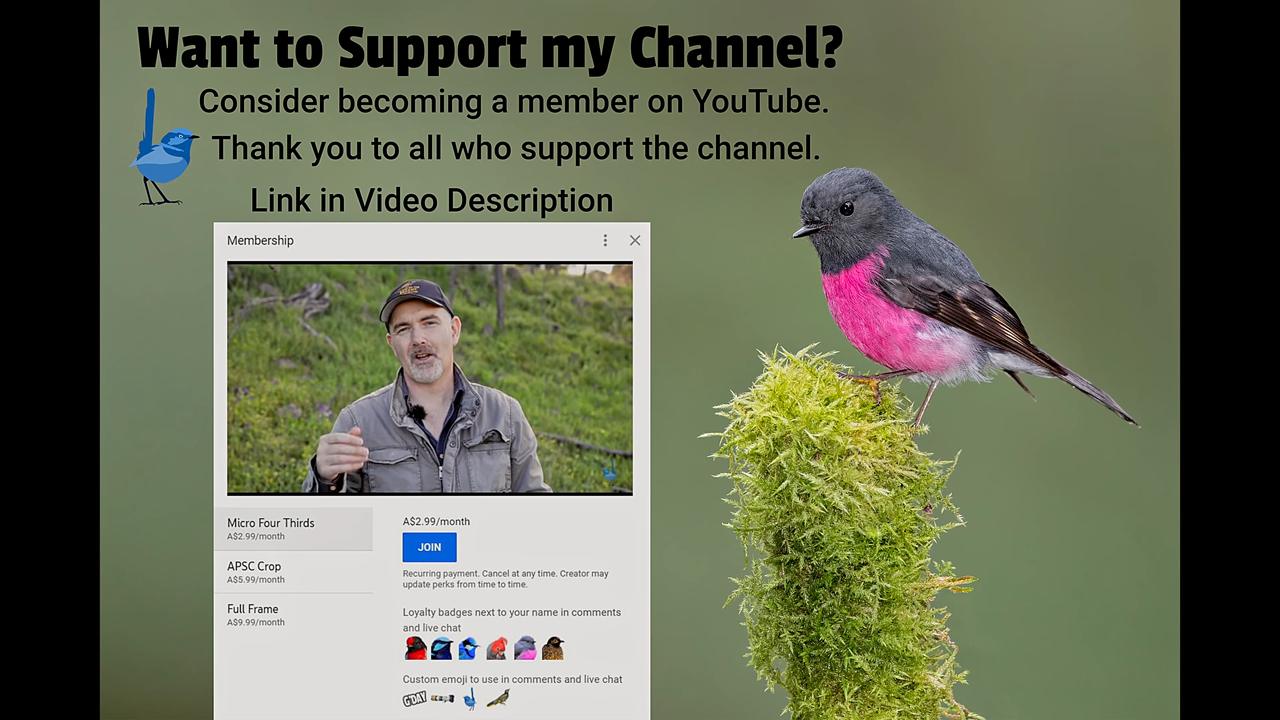 Want to Support my Channel?
Consider becoming a member on YouTube.
Thank you to all who support the channel.
Link in Video Description
Membership
Micro Four Thirds
A$2.99/month
APSC Crop
A$5.99/month
Full Frame
A$9.99/month
A$2.99/month
JOIN
Recurring payment. Cancel at any time. Creator may
update perks from time to time.
Loyalty badges next to your name in comments
and live chat
Custom emoji to use in comments and live chat
G'DAY